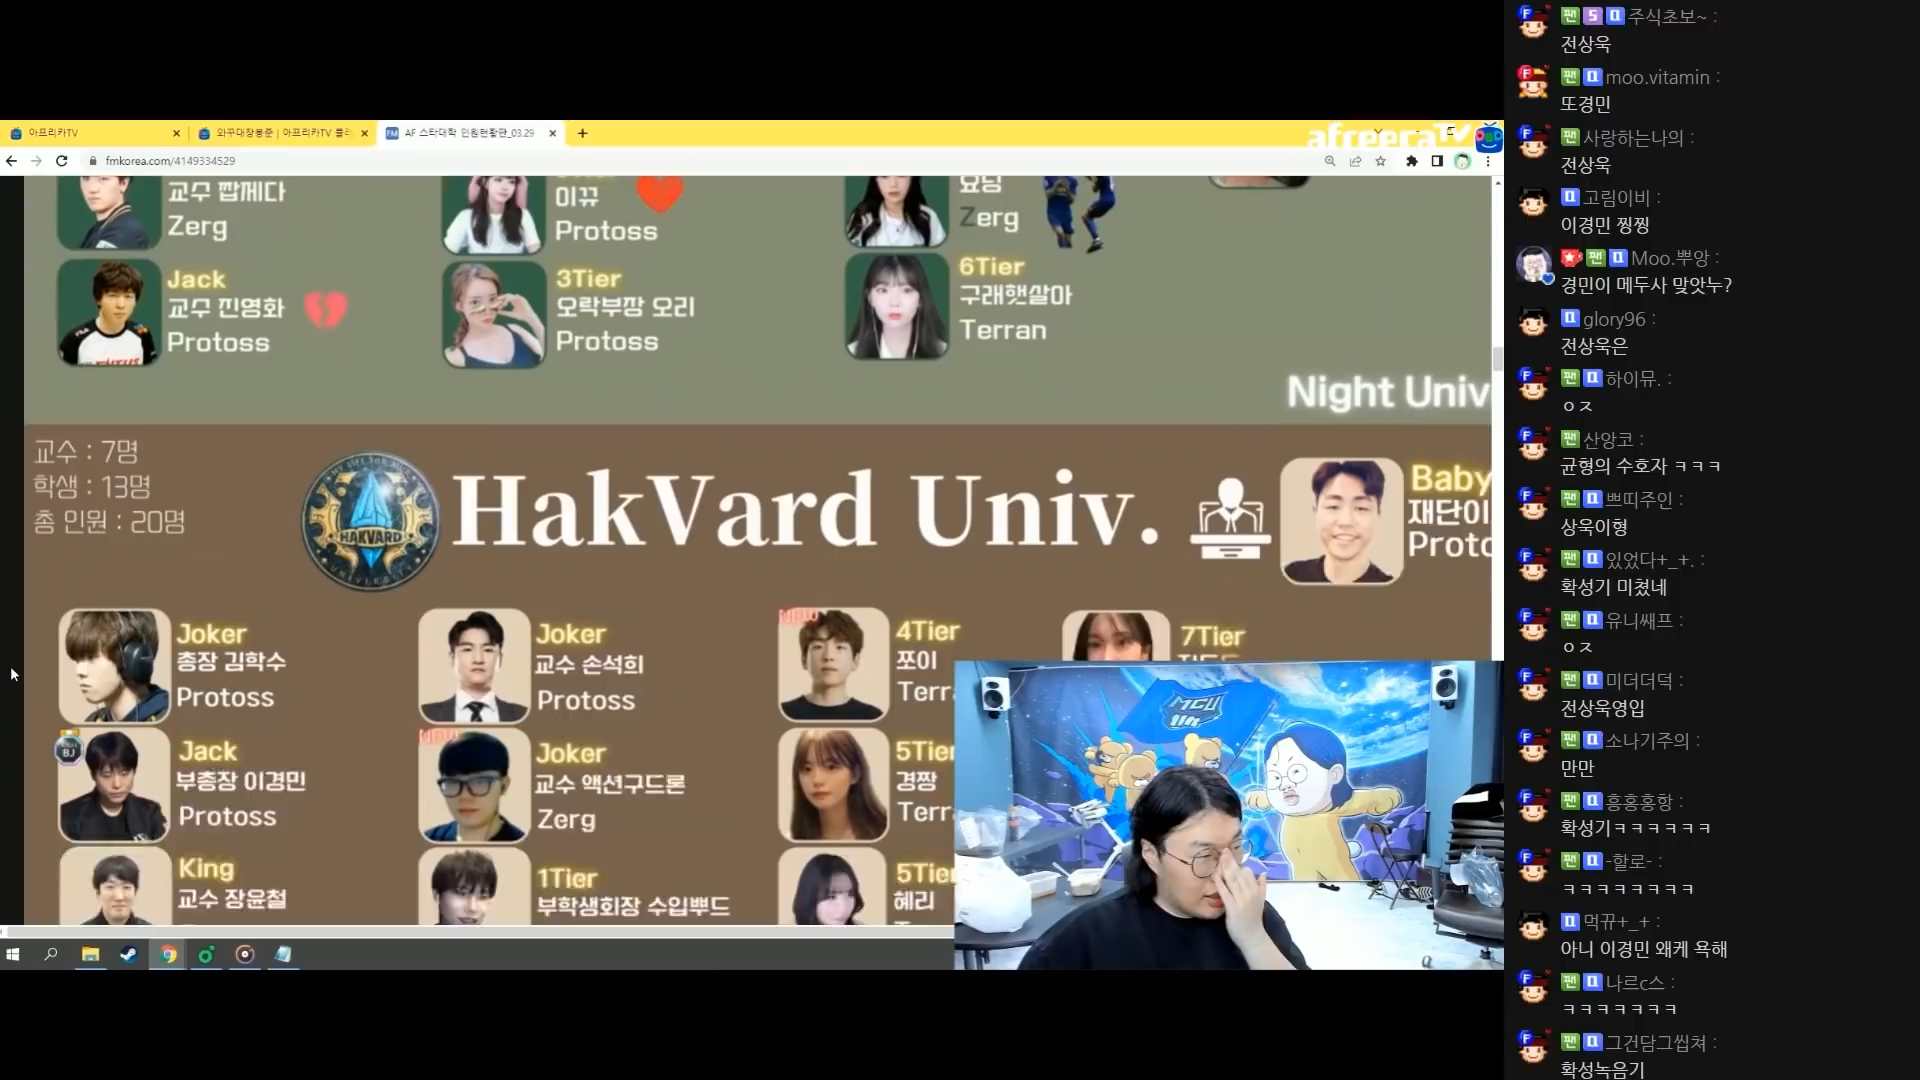 아프리카TV
와꾸대장봉준 | 아프리카TV 플레
AF 스타대학 인원현황판_03.29
afreecaTV
fmkorea.com/4149334529
교수 짭제다
Zerg
이뀨
Protoss
요닝
Zerg
Jack
교수 진영화
Protoss
3Tier
오락부장 오리
Protoss
6Tier
구래햇살아
Terran
Night Univ
교수 : 7명
학생 : 13명
총 인원 : 20명
HAKVARD
HakVard Univ.
Baby
재단이
Proto
Joker
총장 김학수
Protoss
Joker
교수 손석희
Protoss
NEW
4Tier
쪼이
Terr
7Tier
BJ
Jack
부총장 이경민
Protoss
NEW
Joker
교수 액션구드론
Zerg
5Tier
경짱
Terr
King
교수 장윤철
1Tier
부학생회장 수입뿌드
5Tier
혜리
MCU
주식초보~ :
전상욱
moo.vitamin :
또경민
사랑하는나의 :
전상욱
고림이비 :
이경민 찡찡
Moo.뿌앙 :
경민이 메두사 맞앗누?
glory96 :
전상욱은
하이뮤. :
ㅇㅈ
산앙코 :
균형의 수호자 ㅋㅋㅋ
쁘띠주인 :
상욱이형
있었다+_+. :
확성기 미쳤네
유니쌔프 :
ㅇㅈ
미더더덕 :
전상욱영입
소나기주의 :
만만
흥홍홍항 :
확성기ㅋㅋㅋㅋㅋㅋ
-할로- :
ㅋㅋㅋㅋㅋㅋㅋㅋ
먹뀨+_+ :
아니 이경민 왜케 욕해
나르c스 :
ㅋㅋㅋㅋㅋㅋㅋ
그건담그씹쳐 :
확성녹음기